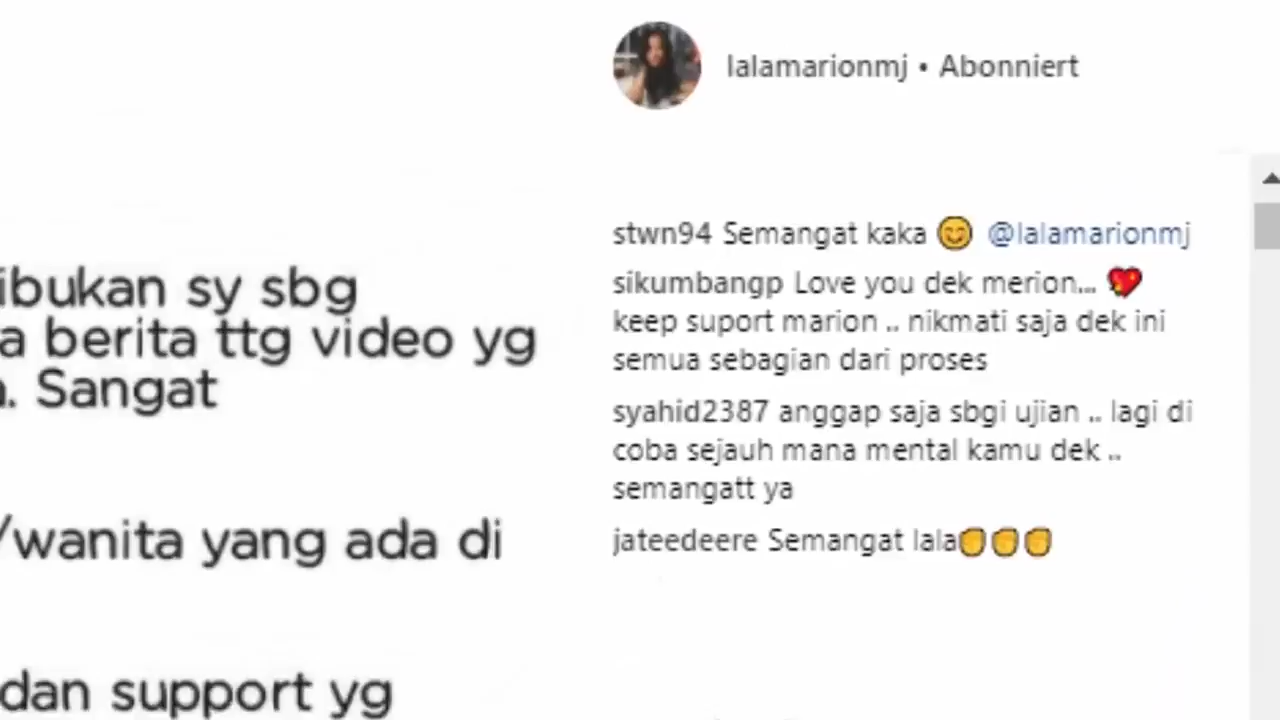 lalamarionmj • Abonniert
ibukan sy sbg
a berita ttg video yg
. Sangat
/wanita yang ada di
dan support yg
stwn94 Semangat kaka 😊 @lalamarionmj
sikumbangp Love you dek merion... 💖
keep suport marion .. nikmati saja dek ini
semua sebagian dari proses
syahid2387 anggap saja sbgi ujian .. lagi di
coba sejauh mana mental kamu dek ..
semangatt ya
jateedeere Semangat lala✊✊✊